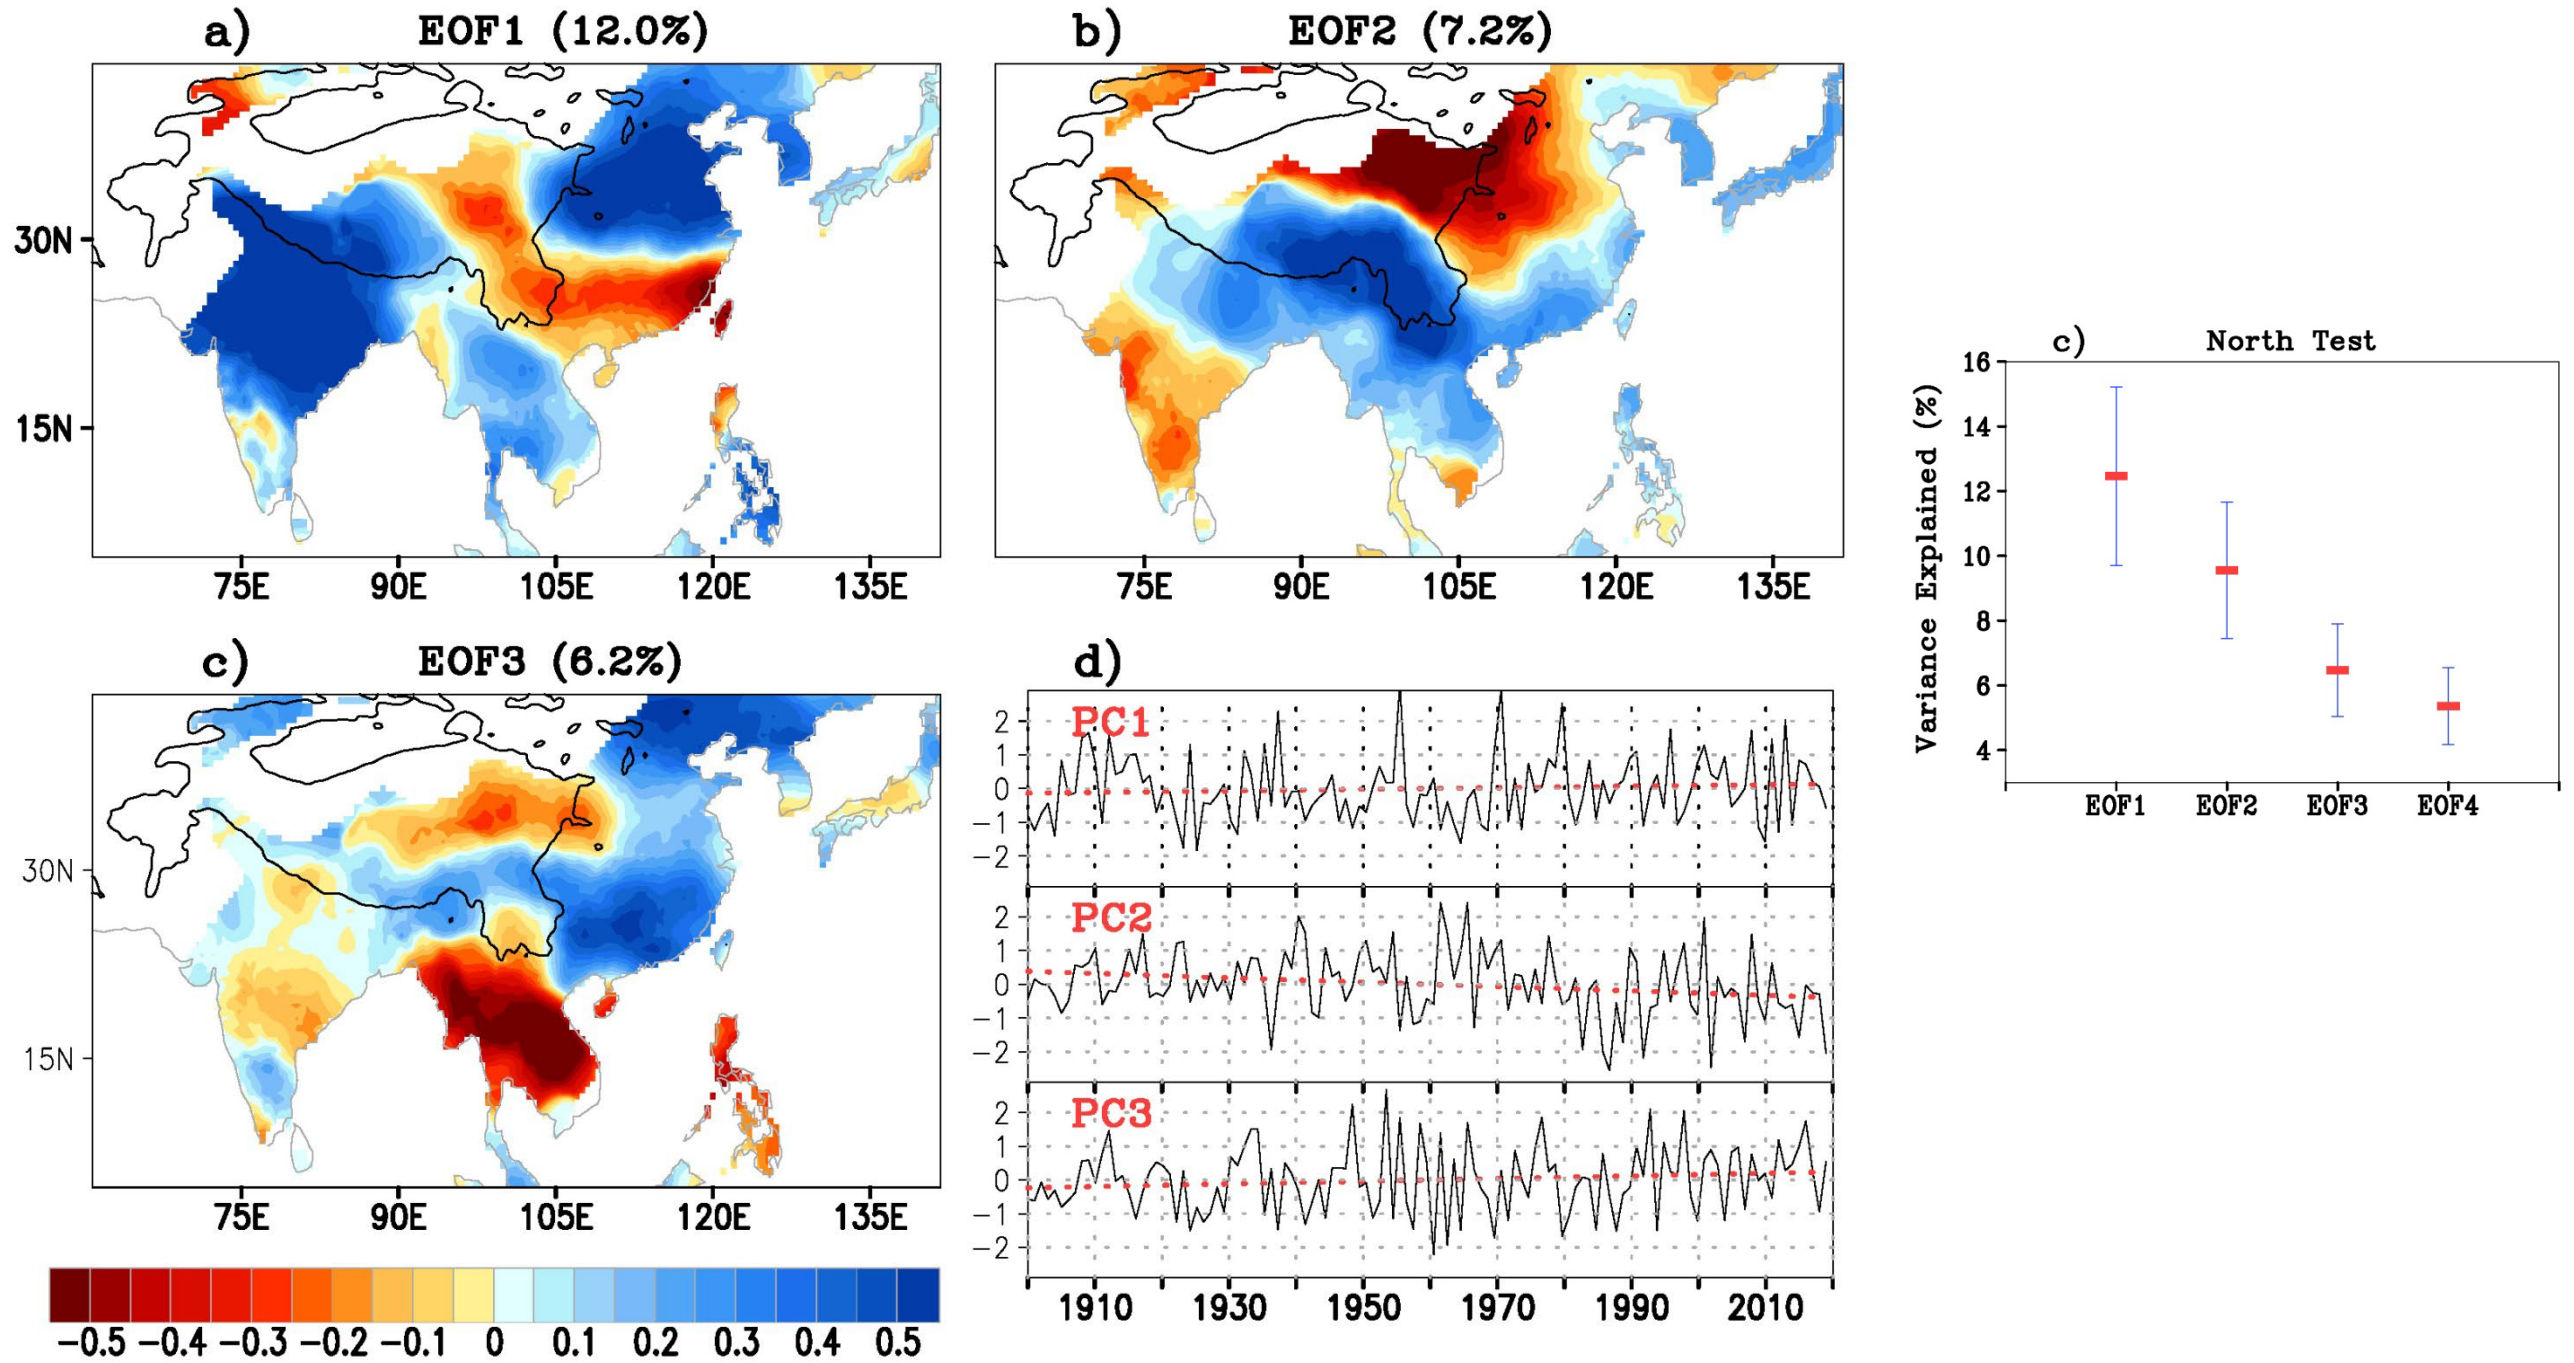 a) EOF1 (12.0%)
30N
15N
75E 90E 105E 120E 135E
b) EOF2 (7.2%)
75E 90E 105E 120E 135E
c) North Test
Variance Explained (%)
16
14
12
10
8
6
4
EOF1 EOF2 EOF3 EOF4
c) EOF3 (6.2%)
30N
15N
75E 90E 105E 120E 135E
-0.5 -0.4 -0.3 -0.2 -0.1 0 0.1 0.2 0.3 0.4 0.5
d)
PC1
2
1
0
-1
-2
PC2
2
1
0
-1
-2
PC3
2
1
0
-1
-2
1910 1930 1950 1970 1990 2010